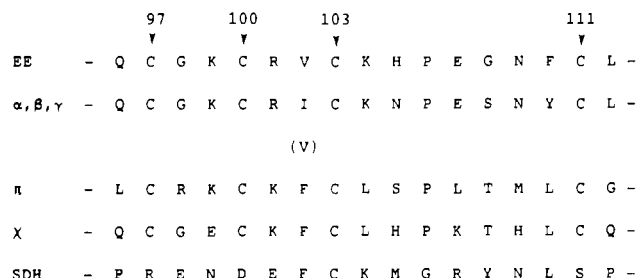 97 100 103 111
EE - Q C G K C R V C K H P E G N F C L -
α,β,γ - Q C G K C R I C K N P E S N Y C L -
(V)
π - L C R K C K F C L S P L T M L C G -
χ - Q C G E C K F C L H P K T H L C Q -
SDH - P R E N D E F C K M G R Y N L S P -